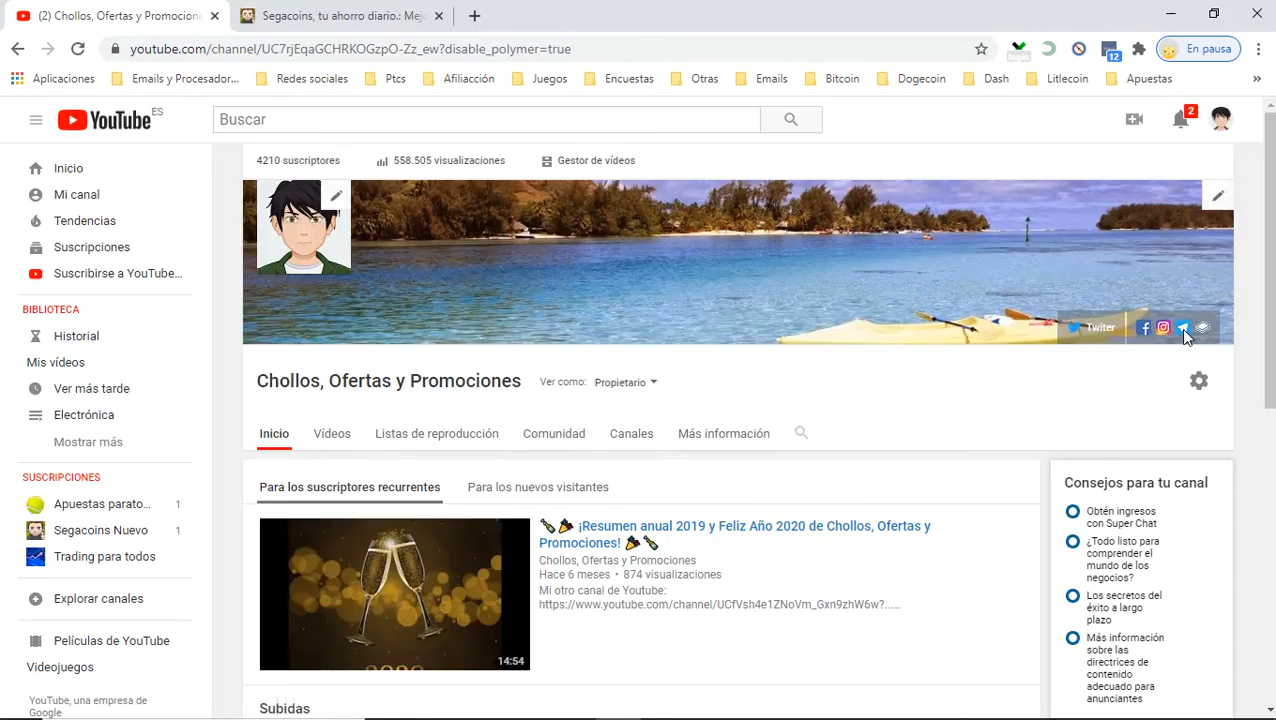 (2) Chollos, Ofertas y Promocione
Segacoins, tu ahorro diario.: Mejo
youtube.com/channel/UC7rjEqaGCHRKOGzpO-Zz_ew?disable_polymer=true
12
En pausa
Aplicaciones
Emails y Procesador...
Redes sociales
Ptcs
Afiliacción
Juegos
Encuestas
Otras
Emails
Bitcoin
Dogecoin
Dash
Litlecoin
Apuestas
»
YouTube ES
Buscar
2
4210 suscriptores
558.505 visualizaciones
Gestor de vídeos
Inicio
Mi canal
Tendencias
Suscripciones
Suscribirse a YouTube...
BIBLIOTECA
Historial
Mis vídeos
Ver más tarde
Electrónica
Mostrar más
SUSCRIPCIONES
Apuestas parato... 1
Segacoins Nuevo 1
Trading para todos
Explorar canales
Películas de YouTube
Videojuegos
YouTube, una empresa de
Google
Twiter
Chollos, Ofertas y Promociones
Ver como: Propietario
Inicio
Vídeos
Listas de reproducción
Comunidad
Canales
Más información
Para los suscriptores recurrentes
Para los nuevos visitantes
2020
14:54
¡Resumen anual 2019 y Feliz Año 2020 de Chollos, Ofertas y
Promociones!
Chollos, Ofertas y Promociones
Hace 6 meses • 874 visualizaciones
Mi otro canal de Youtube:
https://www.youtube.com/channel/UCfVsh4e1ZNoVm_Gxn9zhW6w?......
Subidas
Consejos para tu canal
Obtén ingresos
con Super Chat
¿Todo listo para
comprender el
mundo de los
negocios?
Los secretos del
éxito a largo
plazo
Más información
sobre las
directrices de
contenido
adecuado para
anunciantes